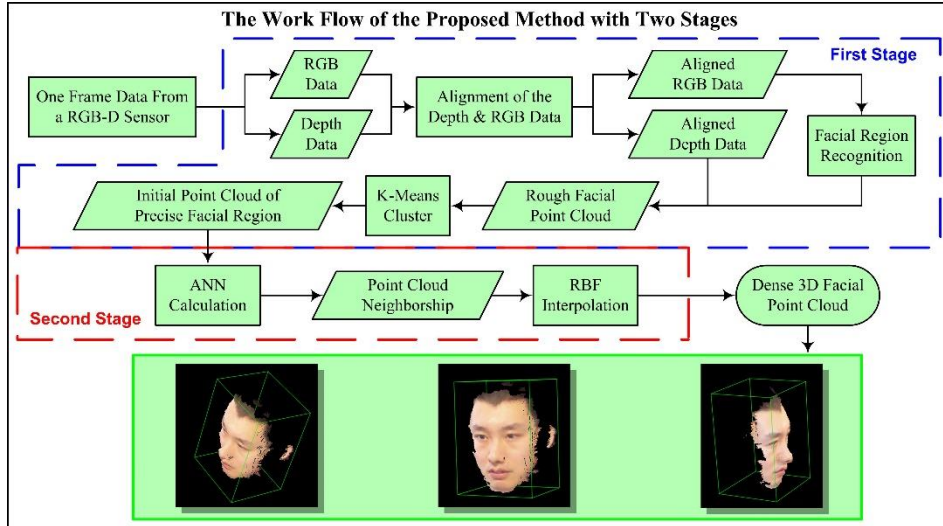 The Work Flow of the Proposed Method with Two Stages
First Stage
One Frame Data From
a RGB-D Sensor
RGB
Data
Depth
Data
Alignment of the
Depth & RGB Data
Aligned
RGB Data
Aligned
Depth Data
Facial Region
Recognition
Initial Point Cloud of
Precise Facial Region
K-Means
Cluster
Rough Facial
Point Cloud
Second Stage
ANN
Calculation
Point Cloud
Neighborship
RBF
Interpolation
Dense 3D Facial
Point Cloud